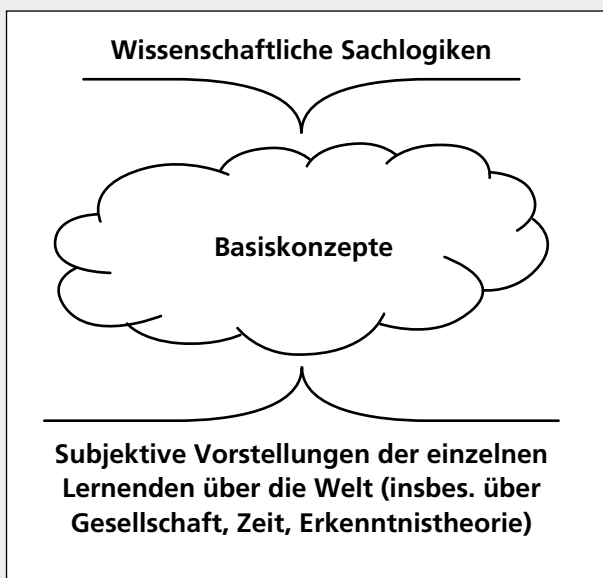 Wissenschaftliche Sachlogiken
Basiskonzepte
Subjektive Vorstellungen der einzelnen
Lernenden über die Welt (insbes. über
Gesellschaft, Zeit, Erkenntnistheorie)